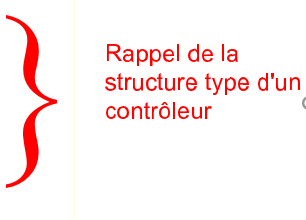 Rappel de la
structure type d'un
contrôleur